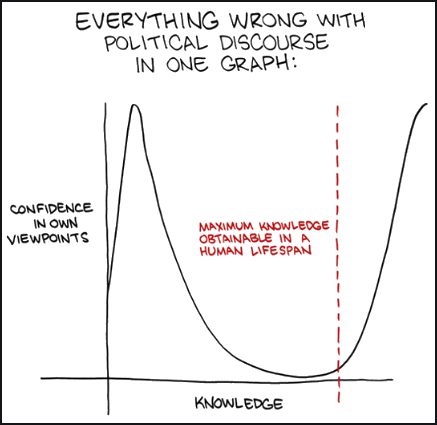 EVERYTHING WRONG WITH
POLITICAL DISCOURSE
IN ONE GRAPH:
CONFIDENCE
IN OWN
VIEWPOINTS
MAXIMUM KNOWLEDGE
OBTAINABLE IN A
HUMAN LIFESPAN
KNOWLEDGE